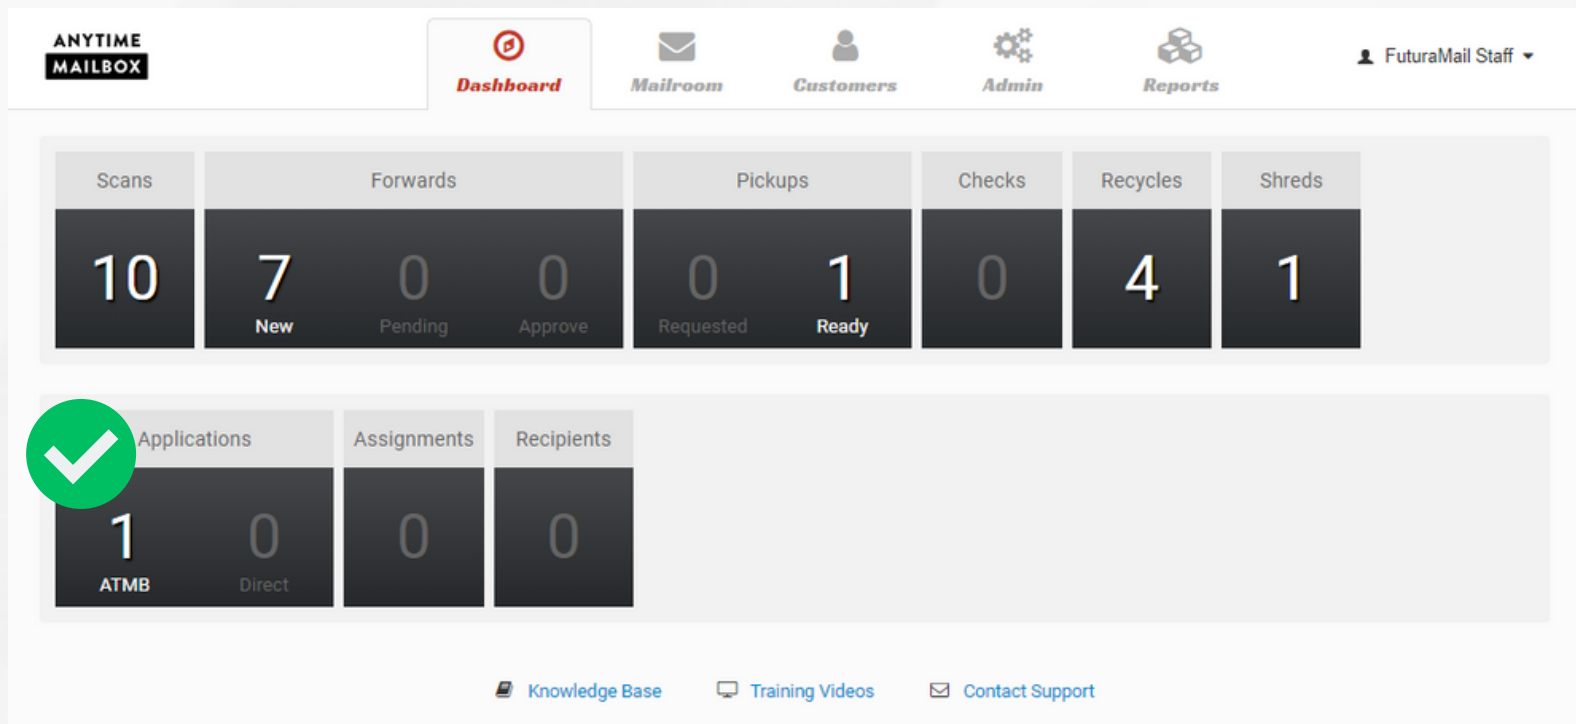 ANYTIME
MAILBOX
Dashboard
Mailroom
Customers
Admin
Reports
FuturaMail Staff
Scans
Forwards
Pickups
Checks
Recycles
Shreds
10
7
0
0
0
1
0
4
1
New
Pending
Approve
Requested
Ready
Applications
Assignments
Recipients
1
0
0
0
ATMB
Direct
Knowledge Base
Training Videos
Contact Support